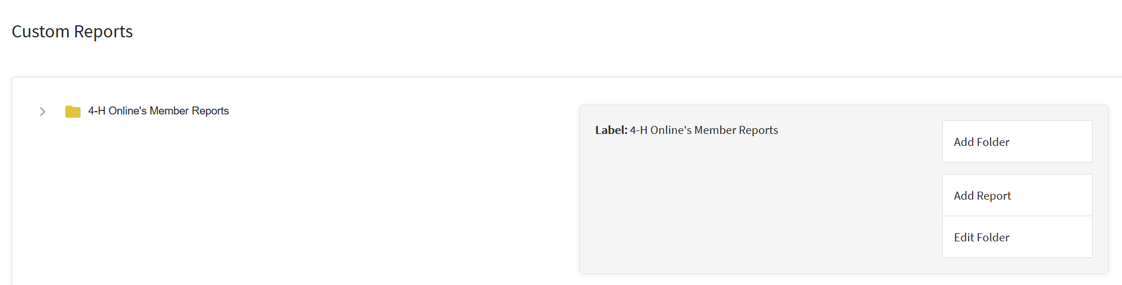 Custom Reports
4-H Online's Member Reports
Label: 4-H Online's Member Reports
Add Folder
Add Report
Edit Folder